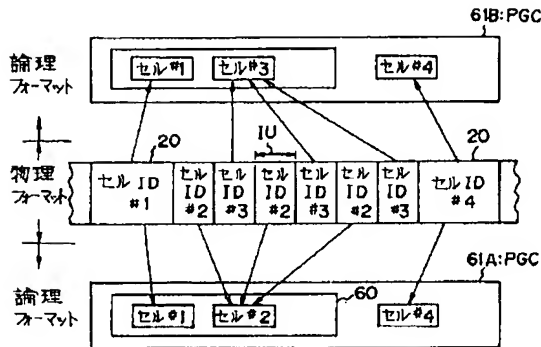 61B:PGC
論理
フォーマット
セル#1 セル#3 セル#4
20 IU 20
物理
フォーマット
セル ID #1
セル ID #2
セル ID #3
セル ID #2
セル ID #3
セル ID #2
セル ID #3
セル ID #4
61A:PGC
論理
フォーマット
60
セル#1 セル#2 セル#4